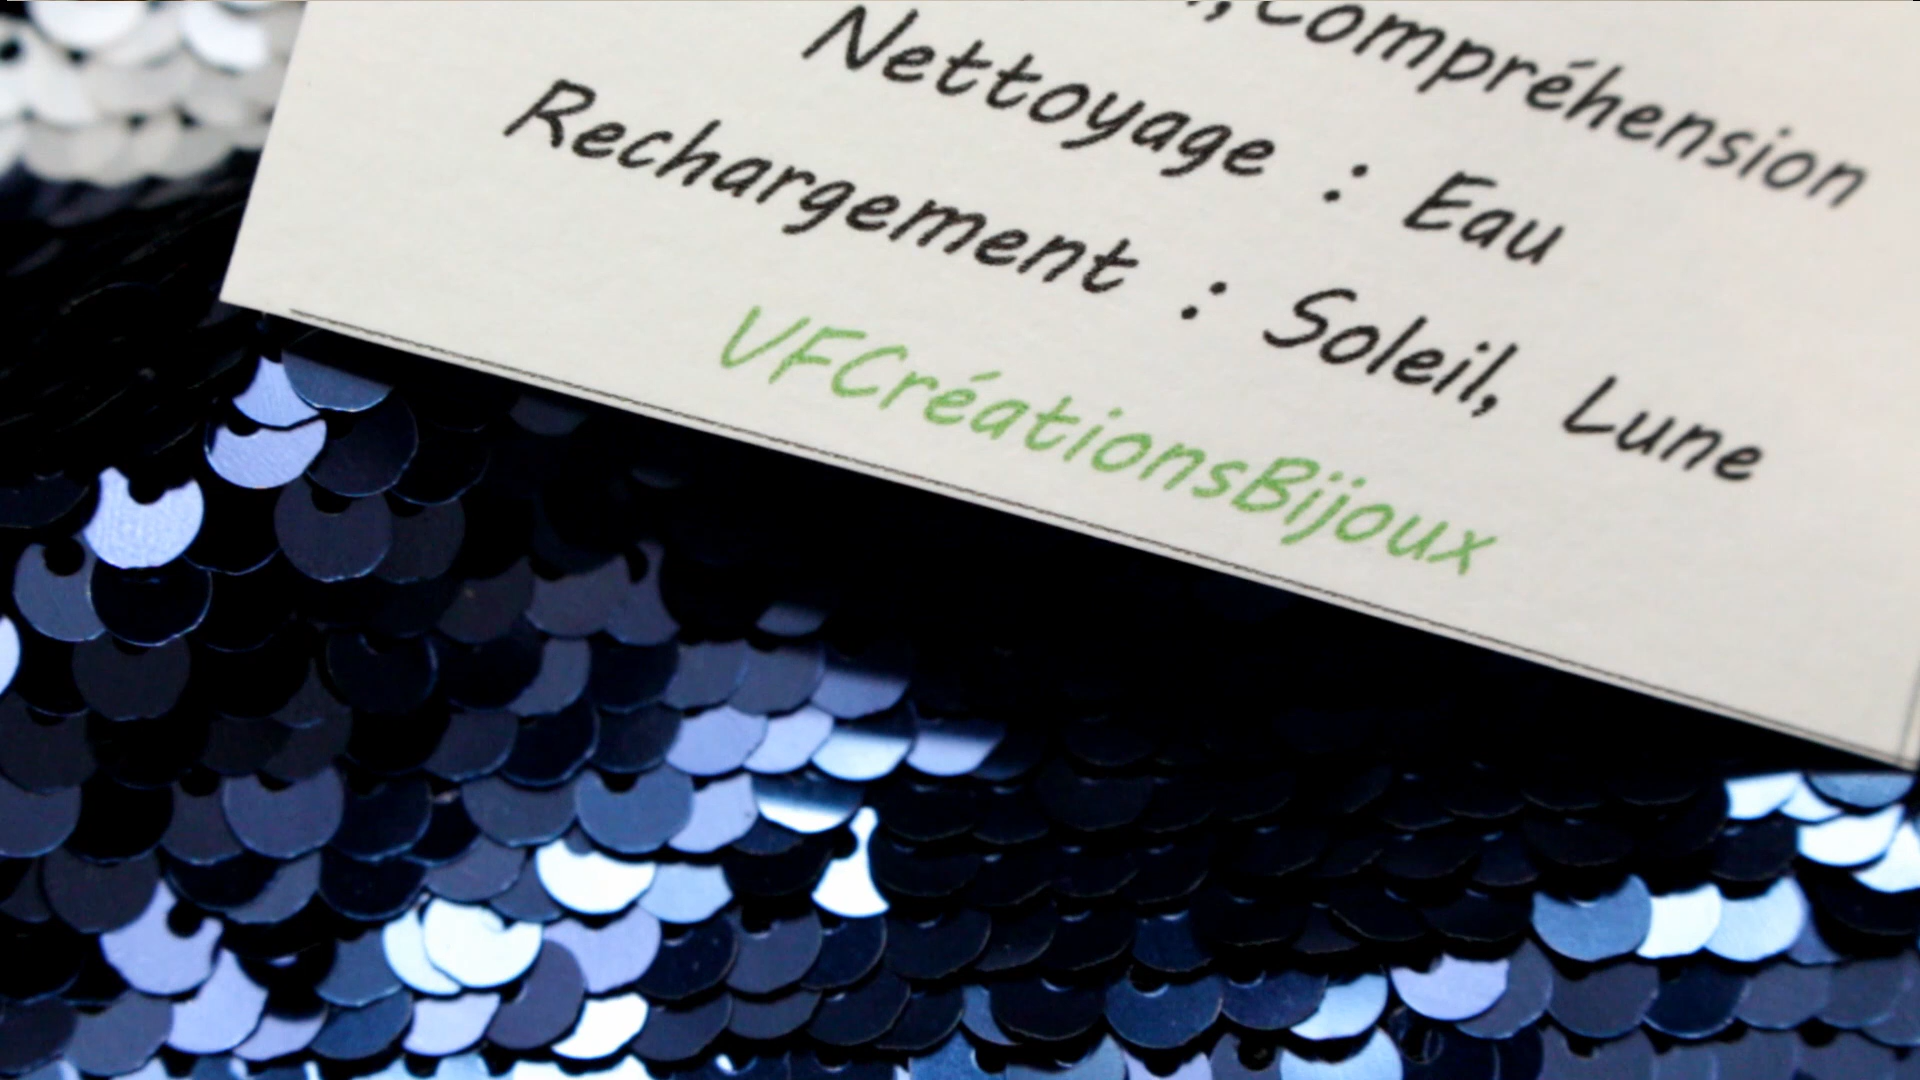 ,Compréhension
Nettoyage : Eau
Rechargement : Soleil, Lune
VFCréationsBijoux